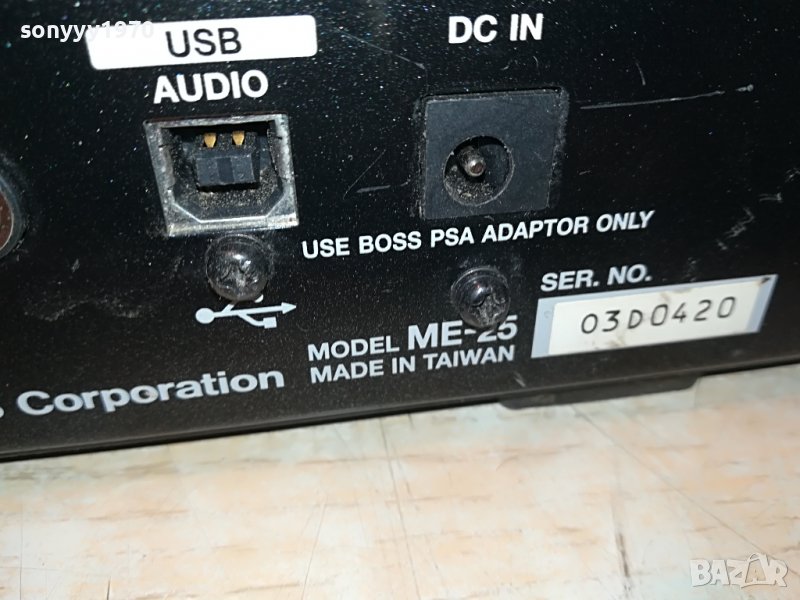 sonyyy1970
USB
AUDIO
DC IN
USE BOSS PSA ADAPTOR ONLY
SER. NO.
03D0420
MODEL ME-25
MADE IN TAIWAN
Corporation
BAZAR